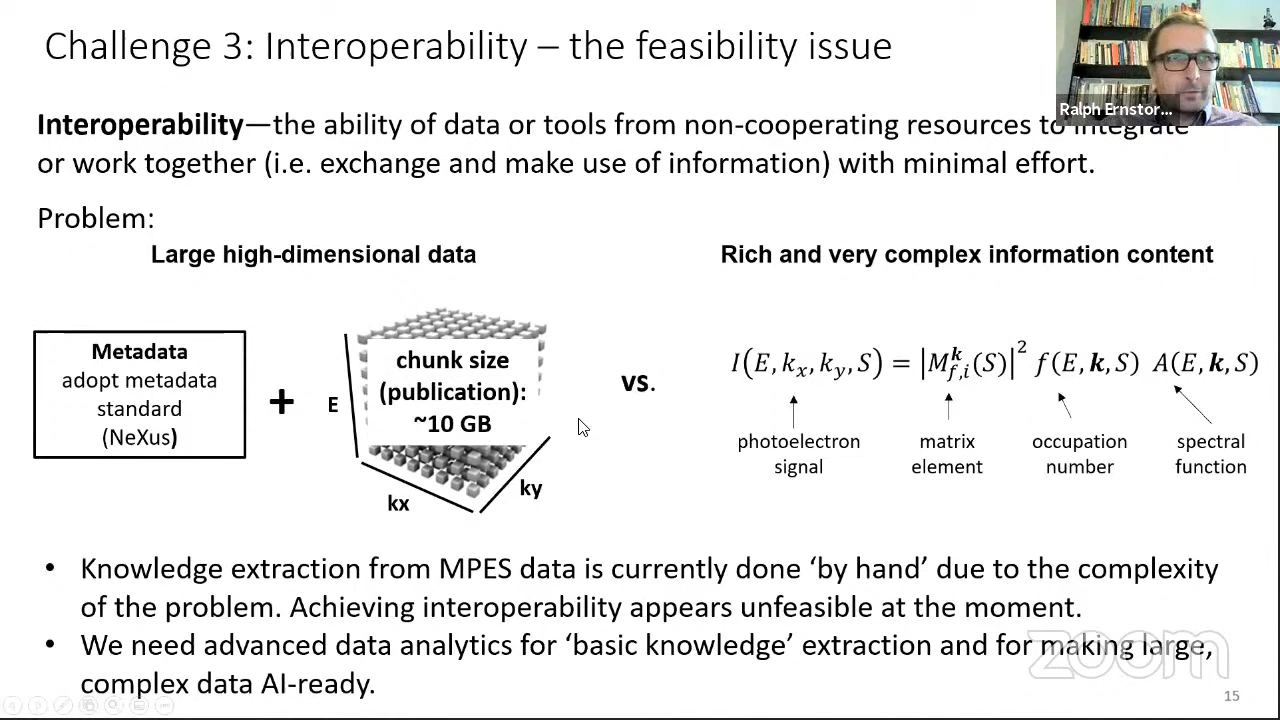 Challenge 3: Interoperability – the feasibility issue
Ralph Ernstor...
Interoperability—the ability of data or tools from non-cooperating resources to integrate
or work together (i.e. exchange and make use of information) with minimal effort.
Problem:
Large high-dimensional data
Rich and very complex information content
Metadata
adopt metadata
standard
(NeXus)
+
E
chunk size
(publication):
~10 GB
kx
ky
vs.
I(E, k_x, k_y, S) = |M_{f,i}^{k}(S)|^2 f(E, k, S) A(E, k, S)
photoelectron
signal
matrix
element
occupation
number
spectral
function
• Knowledge extraction from MPES data is currently done ‘by hand’ due to the complexity
of the problem. Achieving interoperability appears unfeasible at the moment.
• We need advanced data analytics for ‘basic knowledge’ extraction and for making large,
complex data AI-ready.
zoom
15